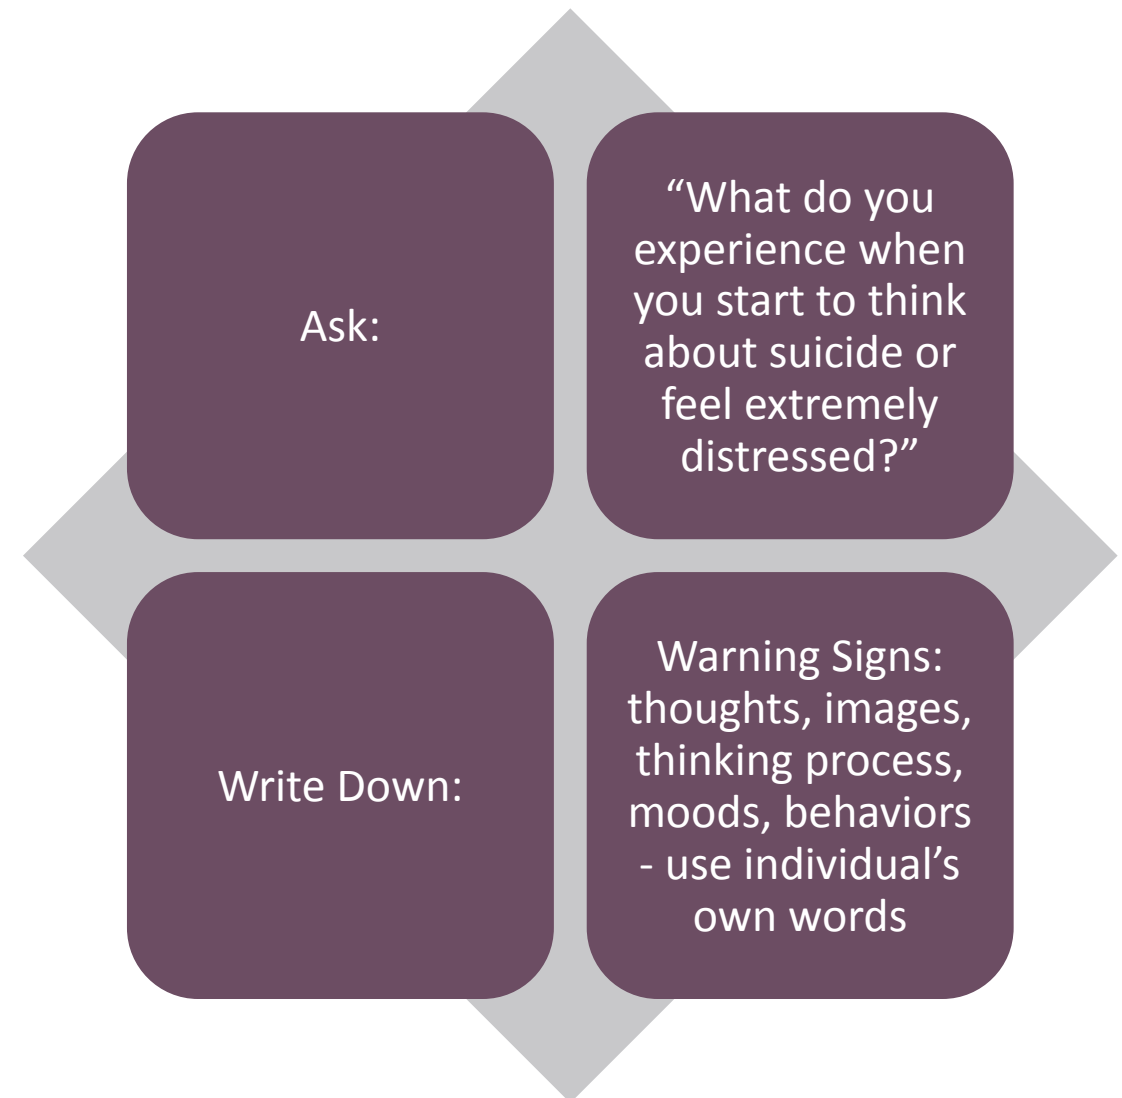 Ask:
“What do you
experience when
you start to think
about suicide or
feel extremely
distressed?”
Write Down:
Warning Signs:
thoughts, images,
thinking process,
moods, behaviors
- use individual’s
own words